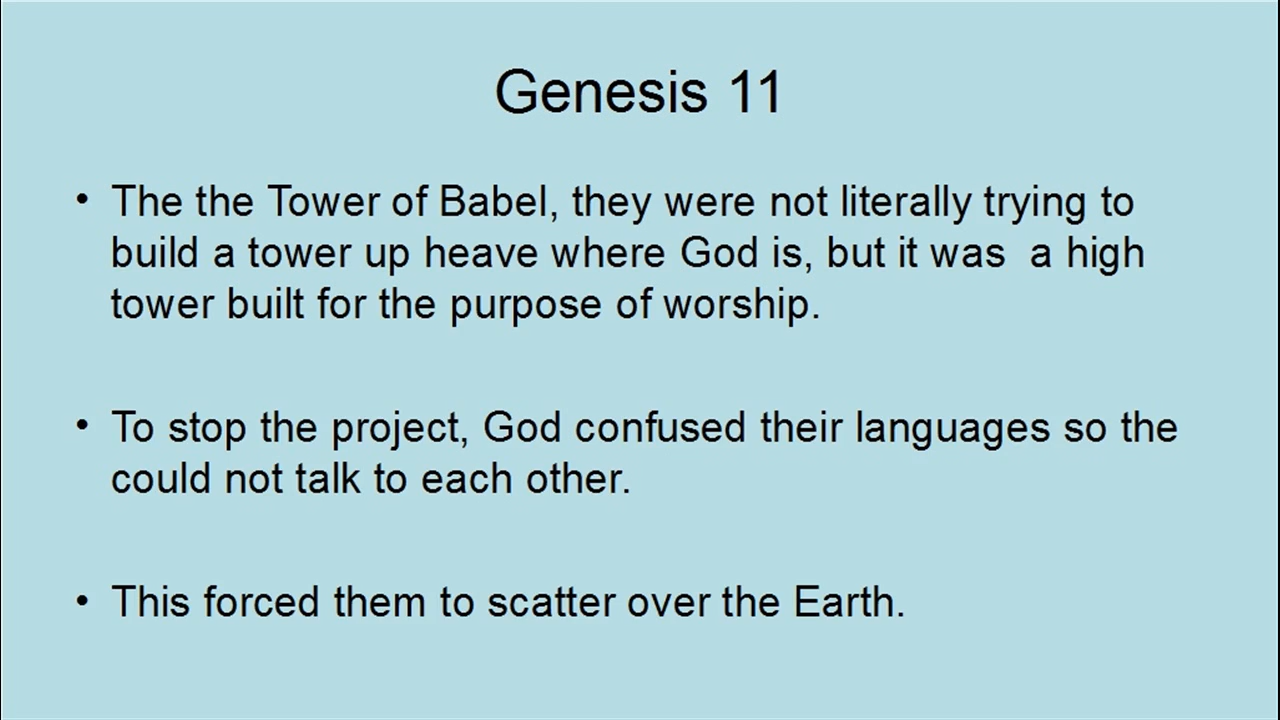 Genesis 11
• The the Tower of Babel, they were not literally trying to
build a tower up heave where God is, but it was  a high
tower built for the purpose of worship.
• To stop the project, God confused their languages so the
could not talk to each other.
• This forced them to scatter over the Earth.